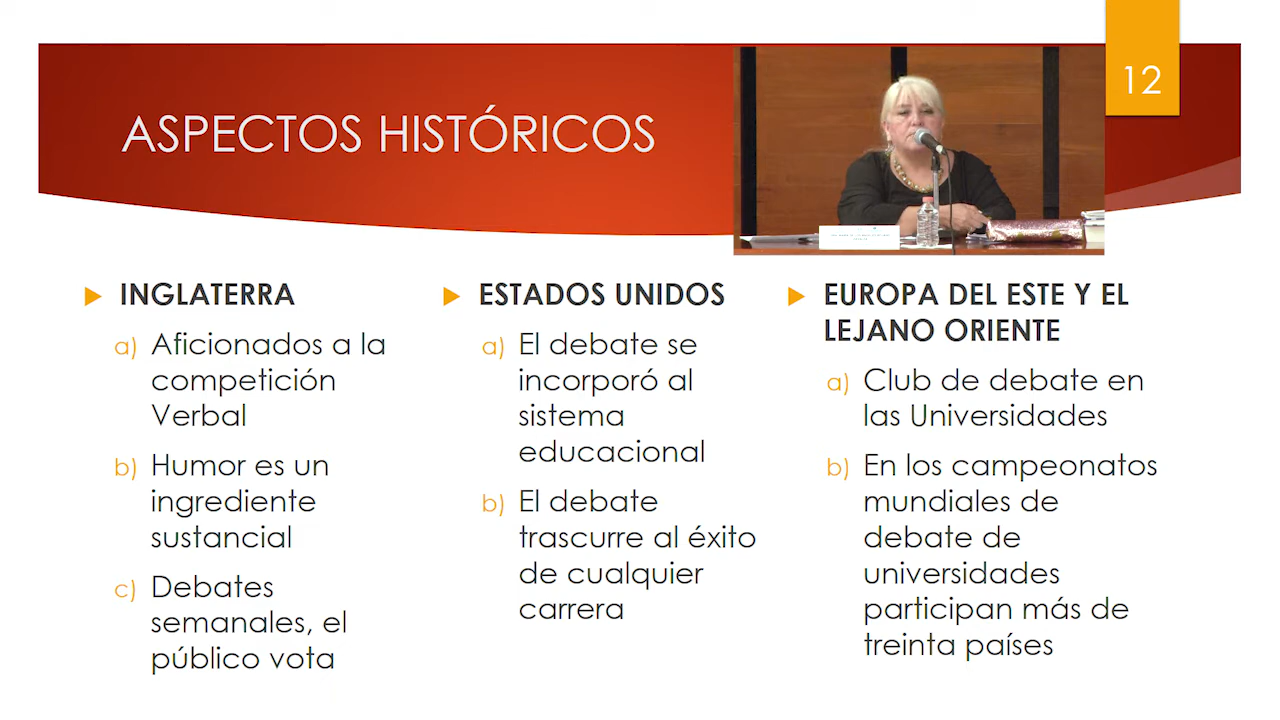 12
ASPECTOS HISTÓRICOS
INGLATERRA
a) Aficionados a la
competición
Verbal
b) Humor es un
ingrediente
sustancial
c) Debates
semanales, el
público vota
ESTADOS UNIDOS
a) El debate se
incorporó al
sistema
educacional
b) El debate
trascurre al éxito
de cualquier
carrera
EUROPA DEL ESTE Y EL
LEJANO ORIENTE
a) Club de debate en
las Universidades
b) En los campeonatos
mundiales de
debate de
universidades
participan más de
treinta países